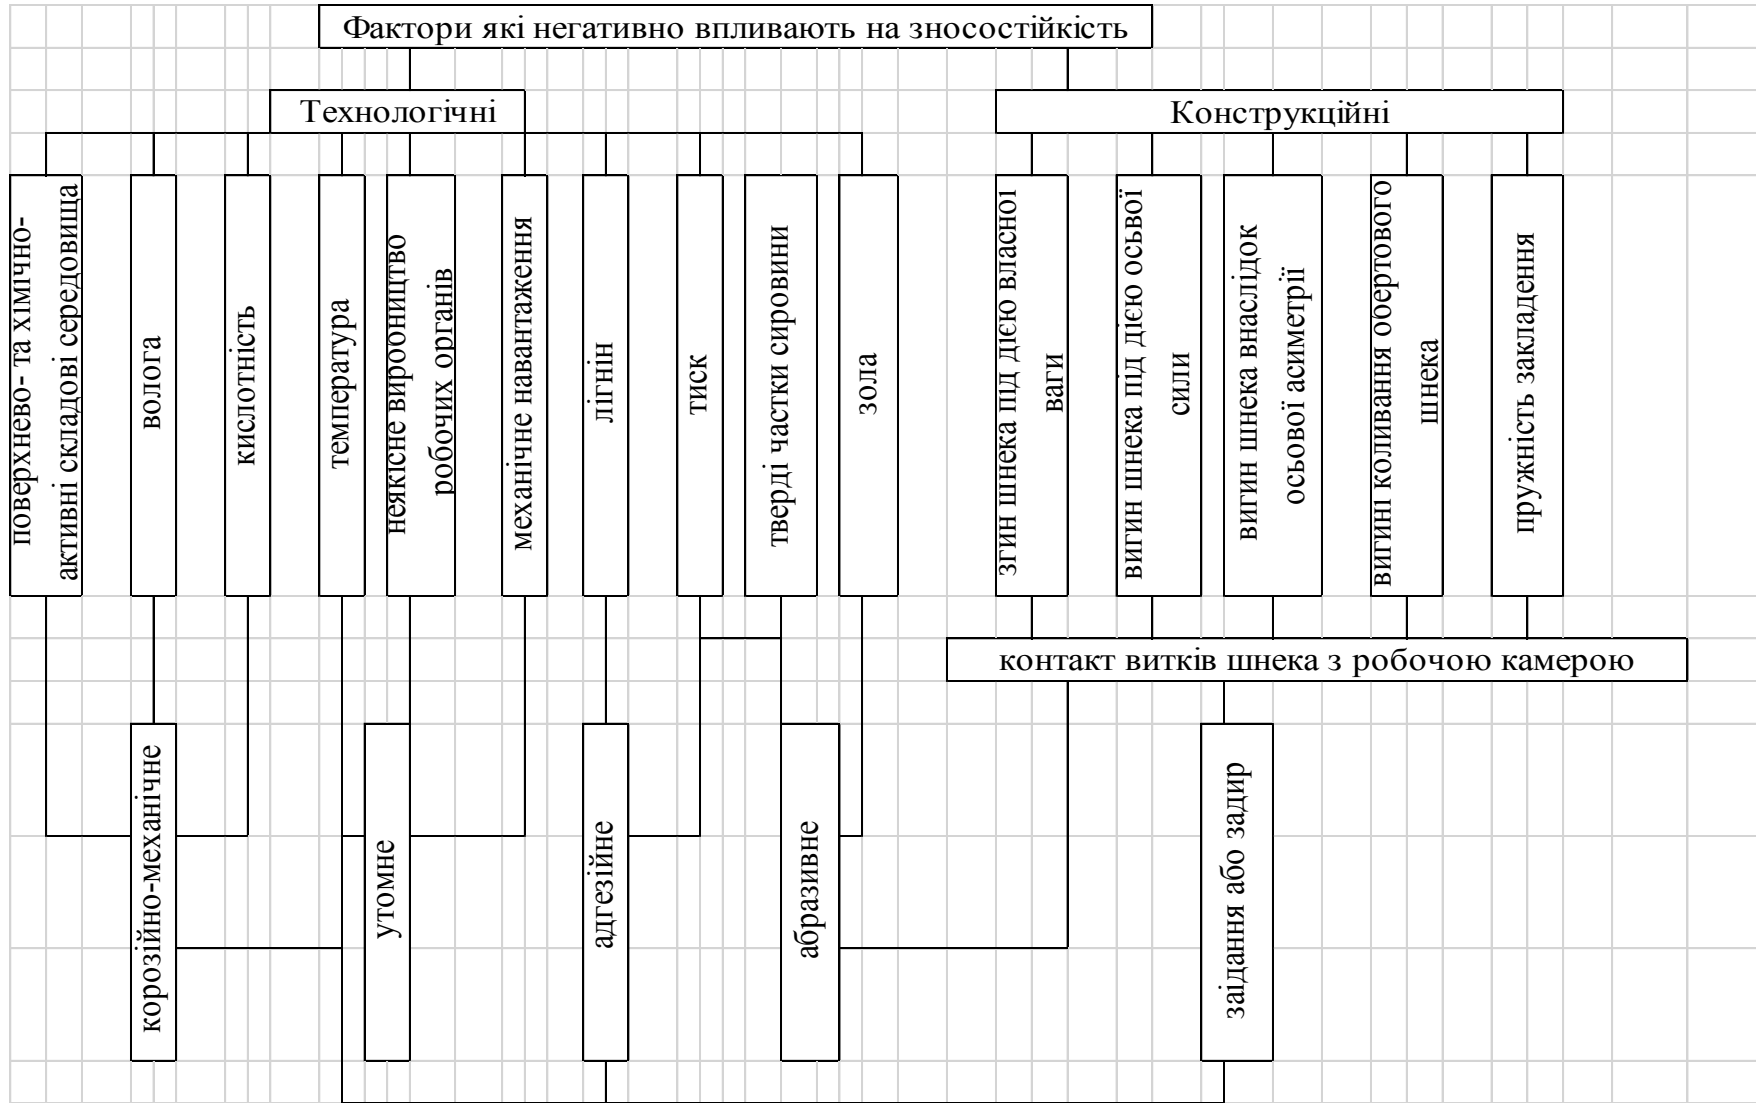 Фактори які негативно впливають на зносостійкість
Технологічні
Конструкційні
поверхнево- та хімічно-
активні складові середовища
волога
кислотність
температура
неякісне виробоництво
робочих органів
механічне навантаження
лігнін
тиск
тверді частки сировини
зола
згин шнека під дією власної
ваги
вигин шнека під дією осьвої
сили
вигин шнека внаслідок
осьової асиметрії
вигині коливання обертового
шнека
пружність закладення
контакт витків шнека з робочою камерою
корозійно-механічне
утомне
адгезійне
абразивне
заідання або задир